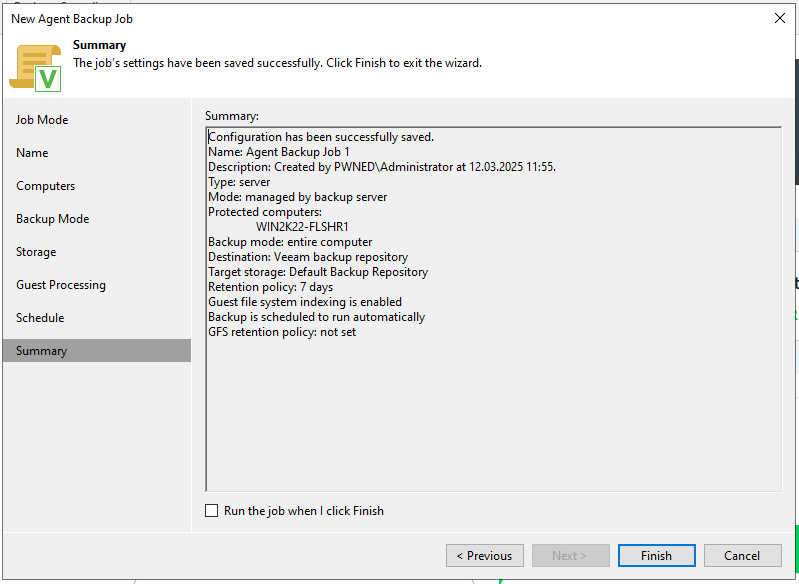 New Agent Backup Job
Summary
The job's settings have been saved successfully. Click Finish to exit the wizard.
Job Mode
Name
Computers
Backup Mode
Storage
Guest Processing
Schedule
Summary
Summary:
Configuration has been successfully saved.
Name: Agent Backup Job 1
Description: Created by PWNED\Administrator at 12.03.2025 11:55.
Type: server
Mode: managed by backup server
Protected computers:
WIN2K22-FLSHR1
Backup mode: entire computer
Destination: Veeam backup repository
Target storage: Default Backup Repository
Retention policy: 7 days
Guest file system indexing is enabled
Backup is scheduled to run automatically
GFS retention policy: not set
Run the job when I click Finish
< Previous
Next >
Finish
Cancel